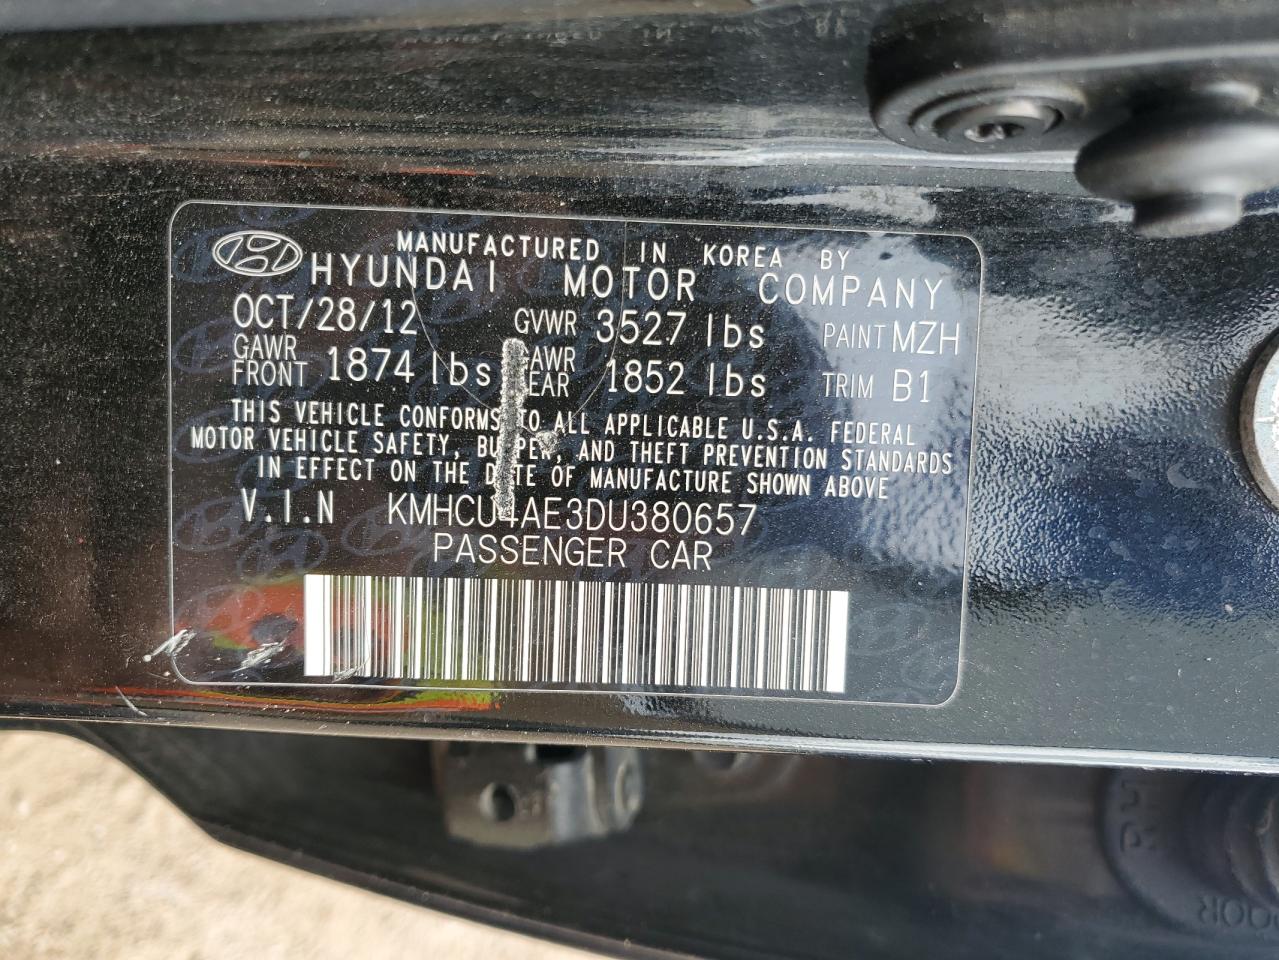 MANUFACTURED IN KOREA BY
HYUNDAI MOTOR COMPANY
OCT/28/12 GVWR 3527 lbs PAINT MZH
GAWR FRONT 1874 lbs GAWR REAR 1852 lbs TRIM B1
THIS VEHICLE CONFORMS TO ALL APPLICABLE U.S.A. FEDERAL
MOTOR VEHICLE SAFETY, BUMPER, AND THEFT PREVENTION STANDARDS
IN EFFECT ON THE DATE OF MANUFACTURE SHOWN ABOVE
V.I.N KMHCU4AE3DU380657
PASSENGER CAR